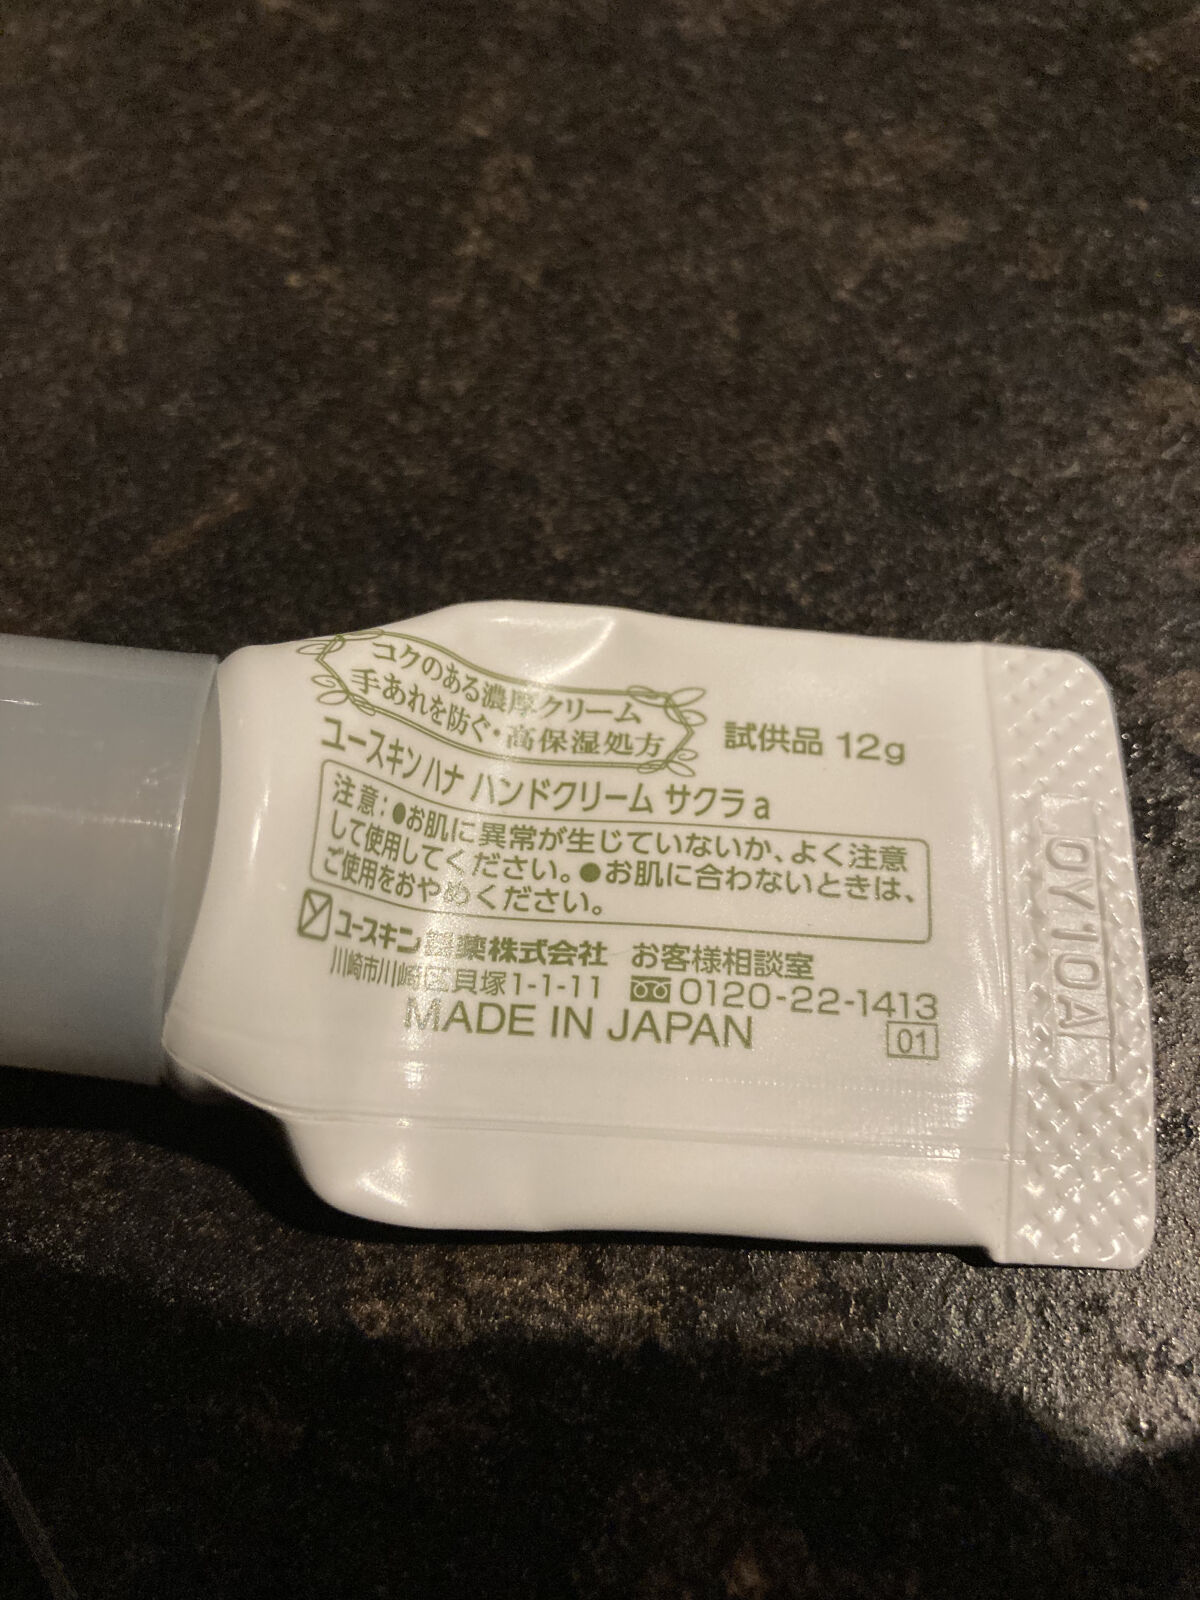 コクのある濃厚クリーム
手あれを防ぐ・高保湿処方
試供品 12g
ユースキン ハナ ハンドクリーム サクラ a
注意：●お肌に異常が生じていないか、よく注意
して使用してください。●お肌に合わないときは、
ご使用をおやめください。
ユースキン製薬株式会社 お客様相談室
川崎市川崎区貝塚1-1-11 0120-22-1413
MADE IN JAPAN
01
OY10A